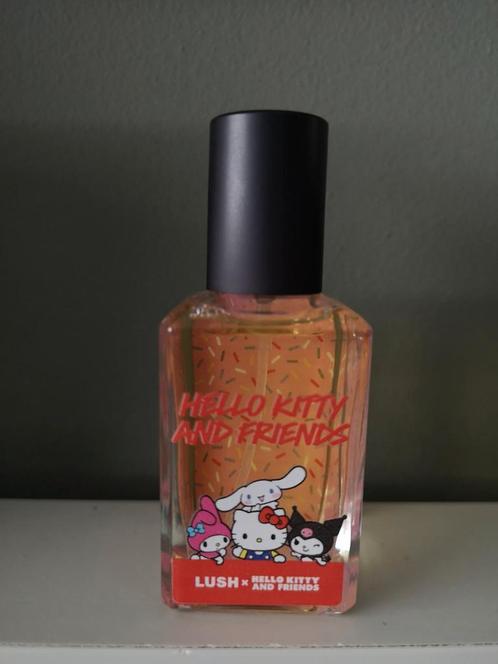 HELLO KITTY
AND FRIENDS
LUSH × HELLO KITTY
AND FRIENDS